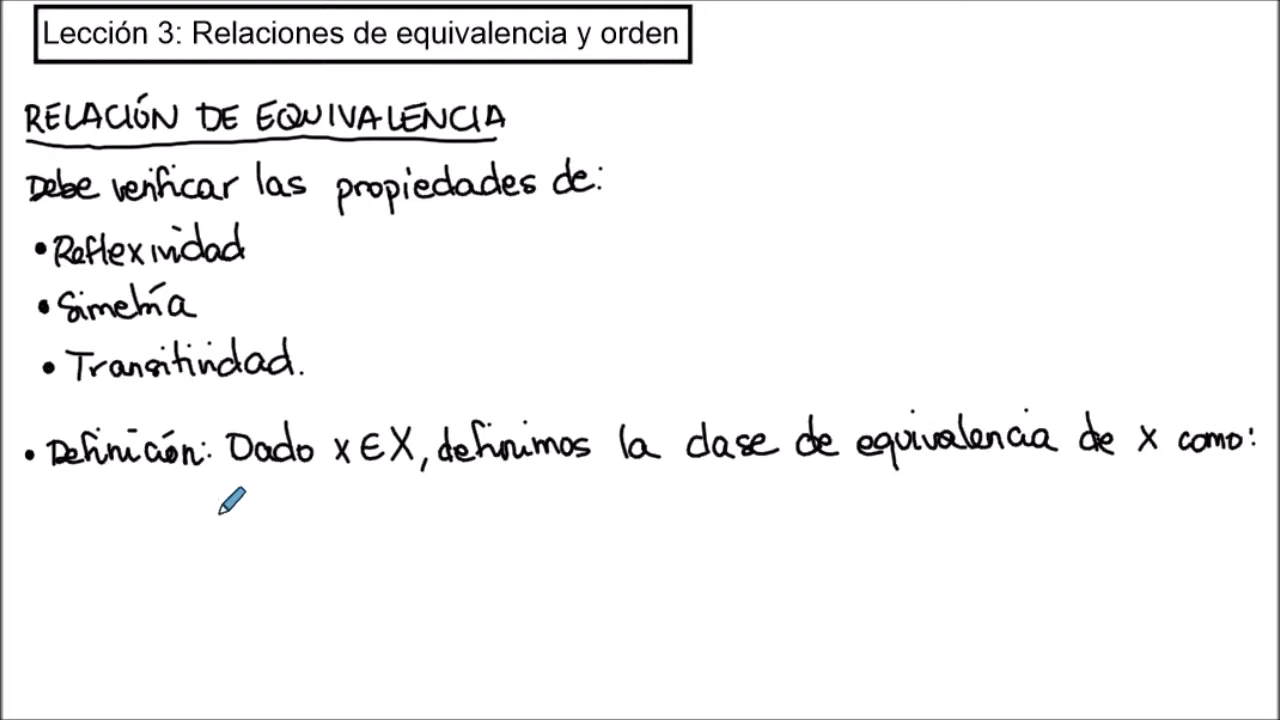 Lección 3: Relaciones de equivalencia y orden
RELACIÓN DE EQUIVALENCIA
Debe verificar las propiedades de:
• Reflexividad
• Simetría
• Transitividad.
• Definición: Dado x ∈ X, definimos la clase de equivalencia de x como: